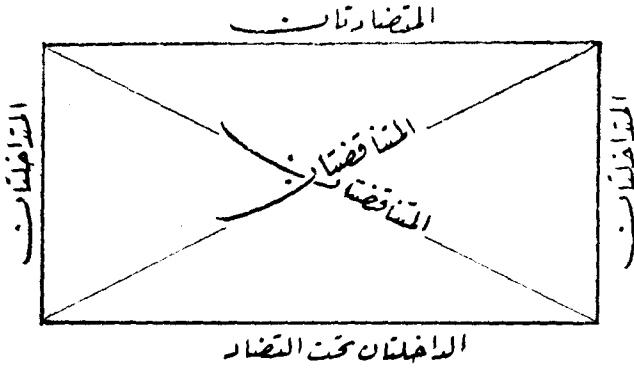 المتضادتان
المتداخلتان
المتناقضتان
المتناقضتان
المتداخلتان
الداخلتان تحت التضاد